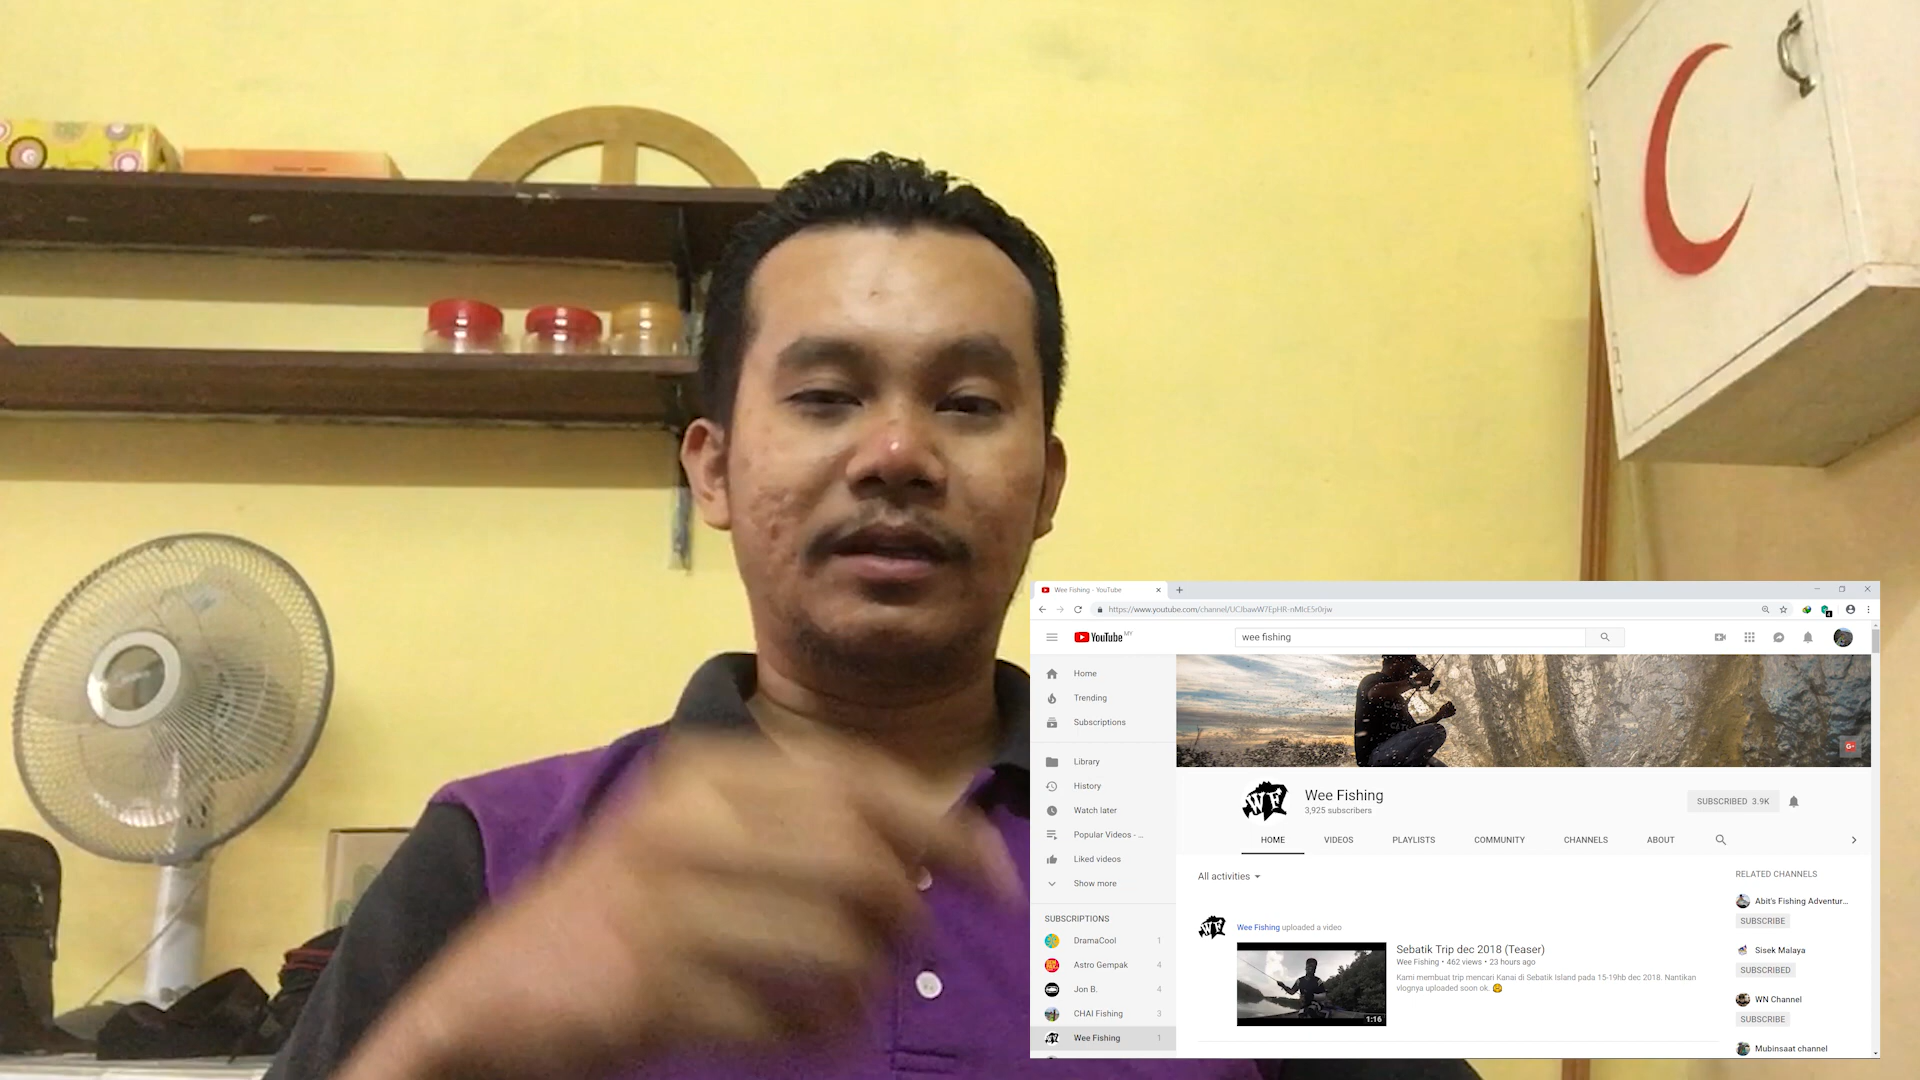 Wee Fishing - YouTube
https://www.youtube.com/channel/UCJbawW7EpHR-nMIcE5r0rjw
YouTube MY
wee fishing
Home
Trending
Subscriptions
Library
History
Watch later
Popular Videos - ...
Liked videos
Show more
SUBSCRIPTIONS
DramaCool 1
Astro Gempak 4
Jon B. 4
CHAI Fishing 3
Wee Fishing 1
G+
WF
Wee Fishing
3,925 subscribers
SUBSCRIBED 3.9K
HOME VIDEOS PLAYLISTS COMMUNITY CHANNELS ABOUT
All activities
Wee Fishing uploaded a video
1:16
Sebatik Trip dec 2018 (Teaser)
Wee Fishing • 462 views • 23 hours ago
Kami membuat trip mencari Kanai di Sebatik Island pada 15-19hb dec 2018. Nantikan
vlognya uploaded soon ok.
RELATED CHANNELS
Abit's Fishing Adventur...
SUBSCRIBE
Sisek Malaya
SUBSCRIBED
WN Channel
SUBSCRIBE
Mubinsaat channel